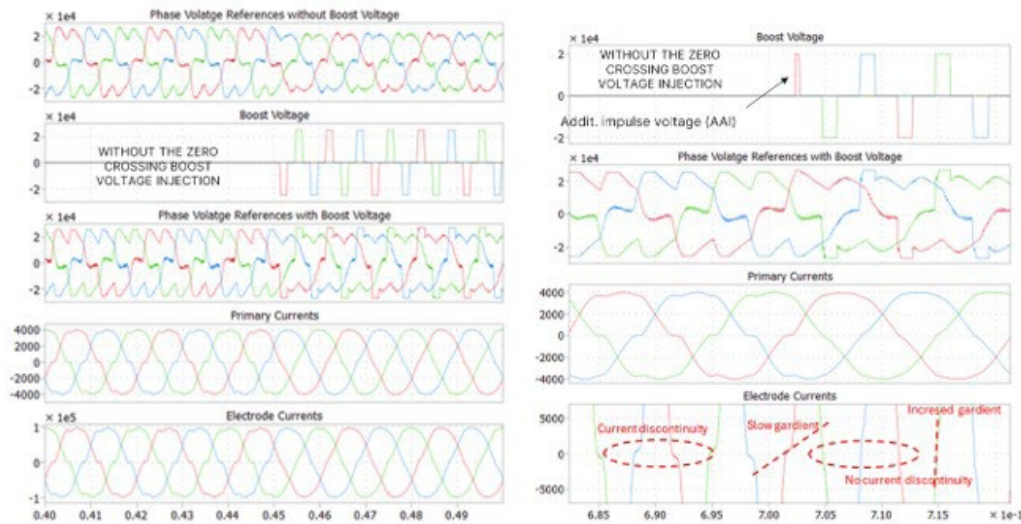 Phase Volatge References without Boost Voltage
× 1e4
2
0
-2
Boost Voltage
× 1e4
2
0
-2
WITHOUT THE ZERO
CROSSING BOOST
VOLTAGE INJECTION
Phase Volatge References with Boost Voltage
× 1e4
2
0
-2
Primary Currents
4000
2000
0
-2000
-4000
Electrode Currents
× 1e5
1
0
-1
0.40 0.41 0.42 0.43 0.44 0.45 0.46 0.47 0.48 0.49
Boost Voltage
× 1e4
2
0
-2
WITHOUT THE ZERO
CROSSING BOOST
VOLTAGE INJECTION
Addit. impulse voltage (AAI)
Phase Volatge References with Boost Voltage
× 1e4
2
0
-2
Primary Currents
4000
2000
0
-2000
-4000
Electrode Currents
5000
0
-5000
Current discontinuity
Slow gardient
Incresed gardient
No current discontinuity
6.85 6.90 6.95 7.00 7.05 7.10 7.15 × 1e-1